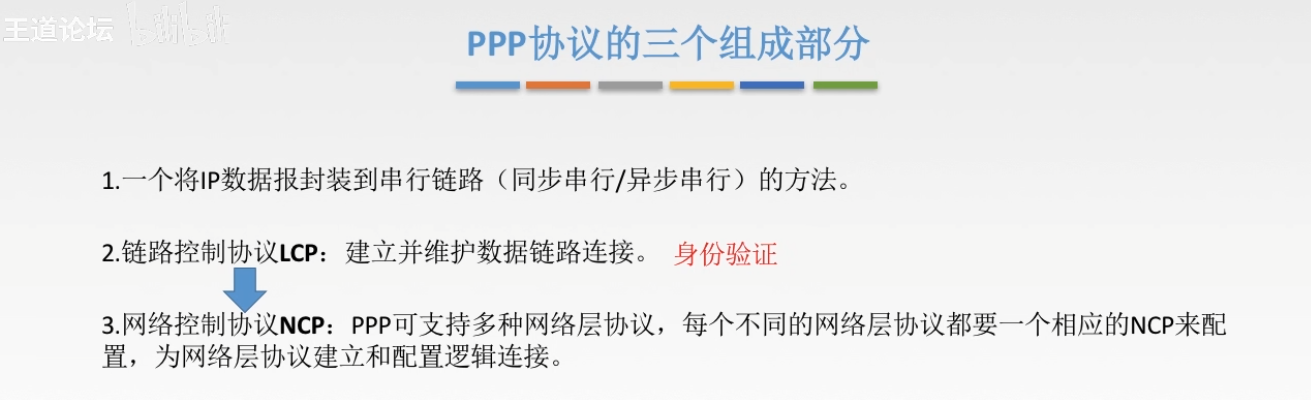 王道论坛 bilibili
PPP协议的三个组成部分
1.一个将IP数据报封装到串行链路（同步串行/异步串行）的方法。
2.链路控制协议LCP：建立并维护数据链路连接。 身份验证
3.网络控制协议NCP：PPP可支持多种网络层协议，每个不同的网络层协议都要一个相应的NCP来配
置，为网络层协议建立和配置逻辑连接。